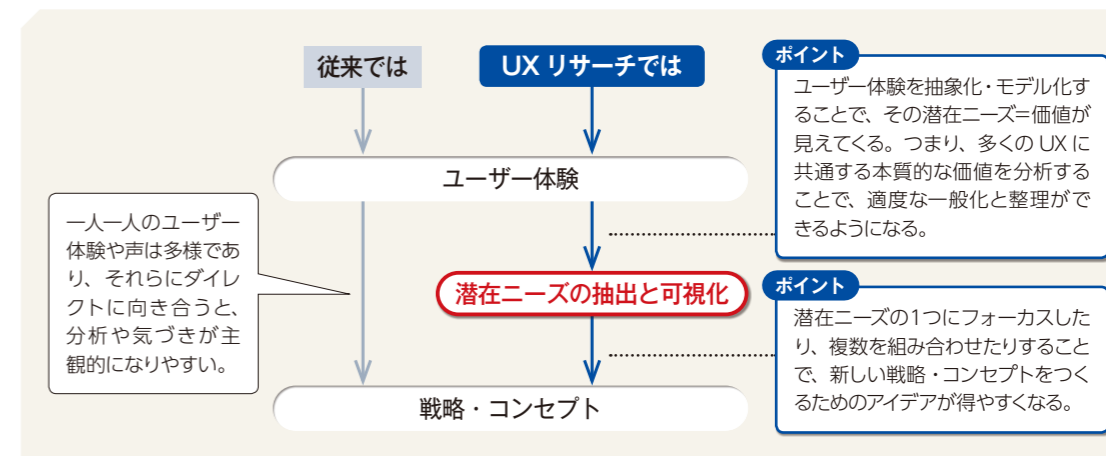 従来では
UX リサーチでは
ユーザー体験
一人一人のユーザー
体験や声は多様であ
り、それらにダイレ
クトに向き合うと、
分析や気づきが主
観的になりやすい。
潜在ニーズの抽出と可視化
戦略・コンセプト
ポイント
ユーザー体験を抽象化・モデル化す
ることで、その潜在ニーズ=価値が
見えてくる。つまり、多くの UX に
共通する本質的な価値を分析する
ことで、適度な一般化と整理がで
きるようになる。
ポイント
潜在ニーズの1つにフォーカスした
り、複数を組み合わせたりすること
で、新しい戦略・コンセプトをつく
るためのアイデアが得やすくなる。